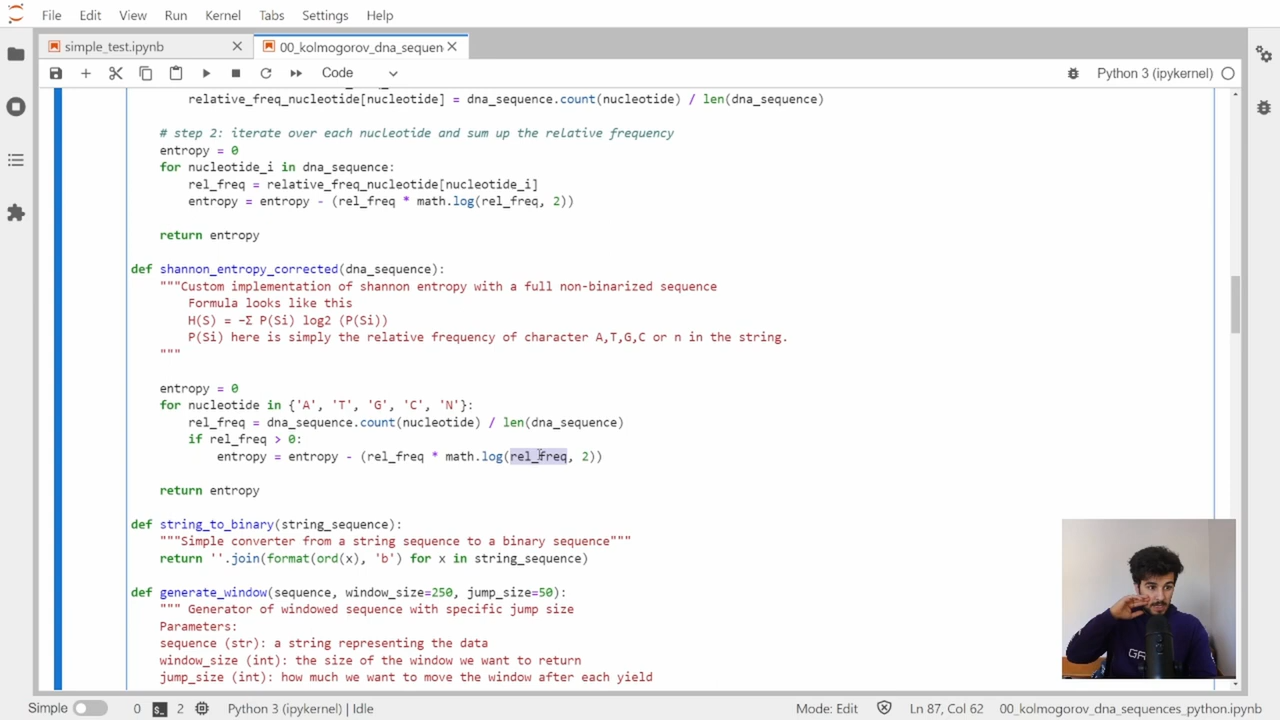 File Edit View Run Kernel Tabs Settings Help
simple_test.ipynb
00_kolmogorov_dna_sequen
Code
Python 3 (ipykernel)
relative_freq_nucleotide[nucleotide] = dna_sequence.count(nucleotide) / len(dna_sequence)
# step 2: iterate over each nucleotide and sum up the relative frequency
entropy = 0
for nucleotide_i in dna_sequence:
rel_freq = relative_freq_nucleotide[nucleotide_i]
entropy = entropy - (rel_freq * math.log(rel_freq, 2))
return entropy
def shannon_entropy_corrected(dna_sequence):
"""Custom implementation of shannon entropy with a full non-binarized sequence
Formula looks like this
H(S) = −Σ P(Si) log2 (P(Si))
P(Si) here is simply the relative frequency of character A,T,G,C or n in the string.
"""
entropy = 0
for nucleotide in {'A', 'T', 'G', 'C', 'N'}:
rel_freq = dna_sequence.count(nucleotide) / len(dna_sequence)
if rel_freq > 0:
entropy = entropy - (rel_freq * math.log(rel_freq, 2))
return entropy
def string_to_binary(string_sequence):
"""Simple converter from a string sequence to a binary sequence"""
return ''.join(format(ord(x), 'b') for x in string_sequence)
def generate_window(sequence, window_size=250, jump_size=50):
""" Generator of windowed sequence with specific jump size
Parameters:
sequence (str): a string representing the data
window_size (int): the size of the window we want to return
jump_size (int): how much we want to move the window after each yield
Simple 0 2 Python 3 (ipykernel) | Idle Mode: Edit Ln 87, Col 62 00_kolmogorov_dna_sequences_python.ipynb